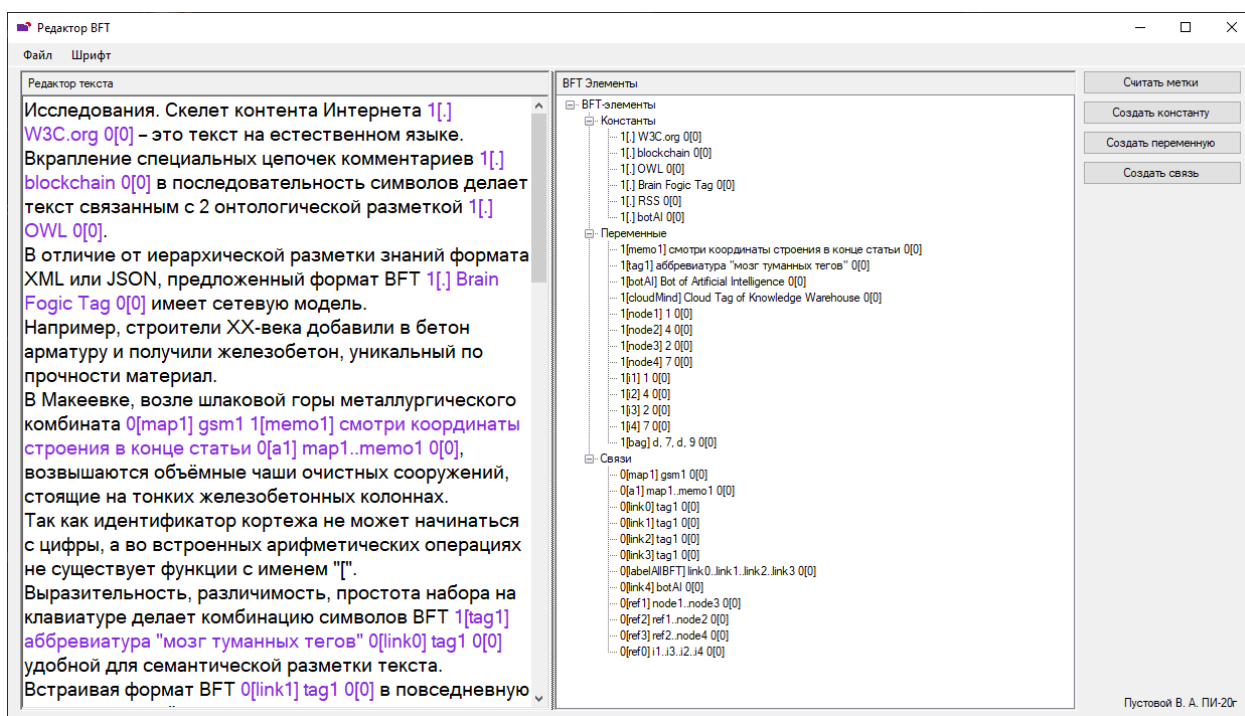 Редактор BFT
Файл Шрифт
Редактор текста
Исследования. Скелет контента Интернета 1[.]
W3C.org 0[0] – это текст на естественном языке.
Вкрапление специальных цепочек комментариев 1[.]
blockchain 0[0] в последовательность символов делает
текст связанным с 2 онтологической разметкой 1[.]
OWL 0[0].
В отличие от иерархической разметки знаний формата
XML или JSON, предложенный формат BFT 1[.] Brain
Fogic Tag 0[0] имеет сетевую модель.
Например, строители XX-века добавили в бетон
арматуру и получили железобетон, уникальный по
прочности материал.
В Макеевке, возле шлаковой горы металлургического
комбината 0[map1] gsm1 1[memo1] смотри координаты
строения в конце статьи 0[a1] map1..memo1 0[0],
возвышаются объёмные чаши очистных сооружений,
стоящие на тонких железобетонных колоннах.
Так как идентификатор кортежа не может начинаться
с цифры, а во встроенных арифметических операциях
не существует функции с именем "[".
Выразительность, различимость, простота набора на
клавиатуре делает комбинацию символов BFT 1[tag1]
аббревиатура "мозг туманных тегов" 0[link0] tag1 0[0]
удобной для семантической разметки текста.
Встраивая формат BFT 0[link1] tag1 0[0] в повседневную
BFT Элементы
BFT-элементы
Константы
1[.] W3C.org 0[0]
1[.] blockchain 0[0]
1[.] OWL 0[0]
1[.] Brain Fogic Tag 0[0]
1[.] RSS 0[0]
1[.] botAI 0[0]
Переменные
1[memo1] смотри координаты строения в конце статьи 0[0]
1[tag1] аббревиатура "мозг туманных тегов" 0[0]
1[botAI] Bot of Artificial Intelligence 0[0]
1[cloudMind] Cloud Tag of Knowledge Warehouse 0[0]
1[node1] 1 0[0]
1[node2] 4 0[0]
1[node3] 2 0[0]
1[node4] 7 0[0]
1[i1] 1 0[0]
1[i2] 4 0[0]
1[i3] 2 0[0]
1[i4] 7 0[0]
1[bag] d, 7, d, 9 0[0]
Связи
0[map1] gsm1 0[0]
0[a1] map1..memo1 0[0]
0[link0] tag1 0[0]
0[link1] tag1 0[0]
0[link2] tag1 0[0]
0[link3] tag1 0[0]
0[labelAllBFT] link0..link1..link2..link3 0[0]
0[link4] botAI 0[0]
0[ref1] node1..node3 0[0]
0[ref2] ref1..node2 0[0]
0[ref3] ref2..node4 0[0]
0[ref0] i1..i3..i2..i4 0[0]
Считать метки
Создать константу
Создать переменную
Создать связь
Пустовой В. А. ПИ-20г